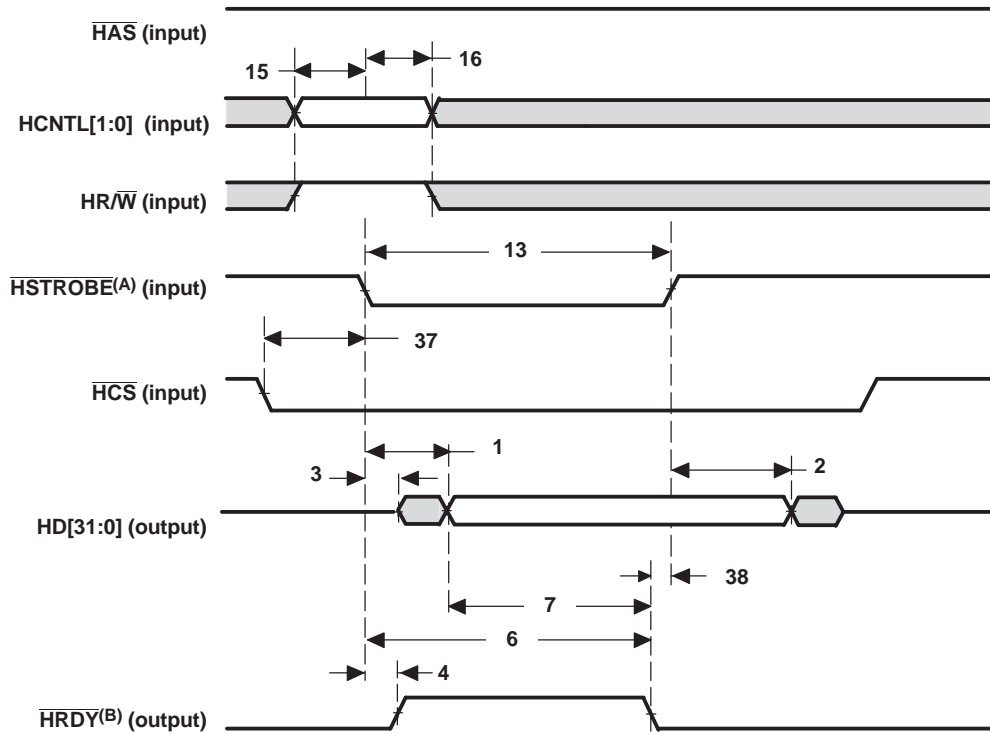 HAS (input)
15
16
HCNTL[1:0] (input)
HR/W (input)
13
HSTROBE(A) (input)
37
HCS (input)
1
3
2
HD[31:0] (output)
38
7
6
4
HRDY(B) (output)